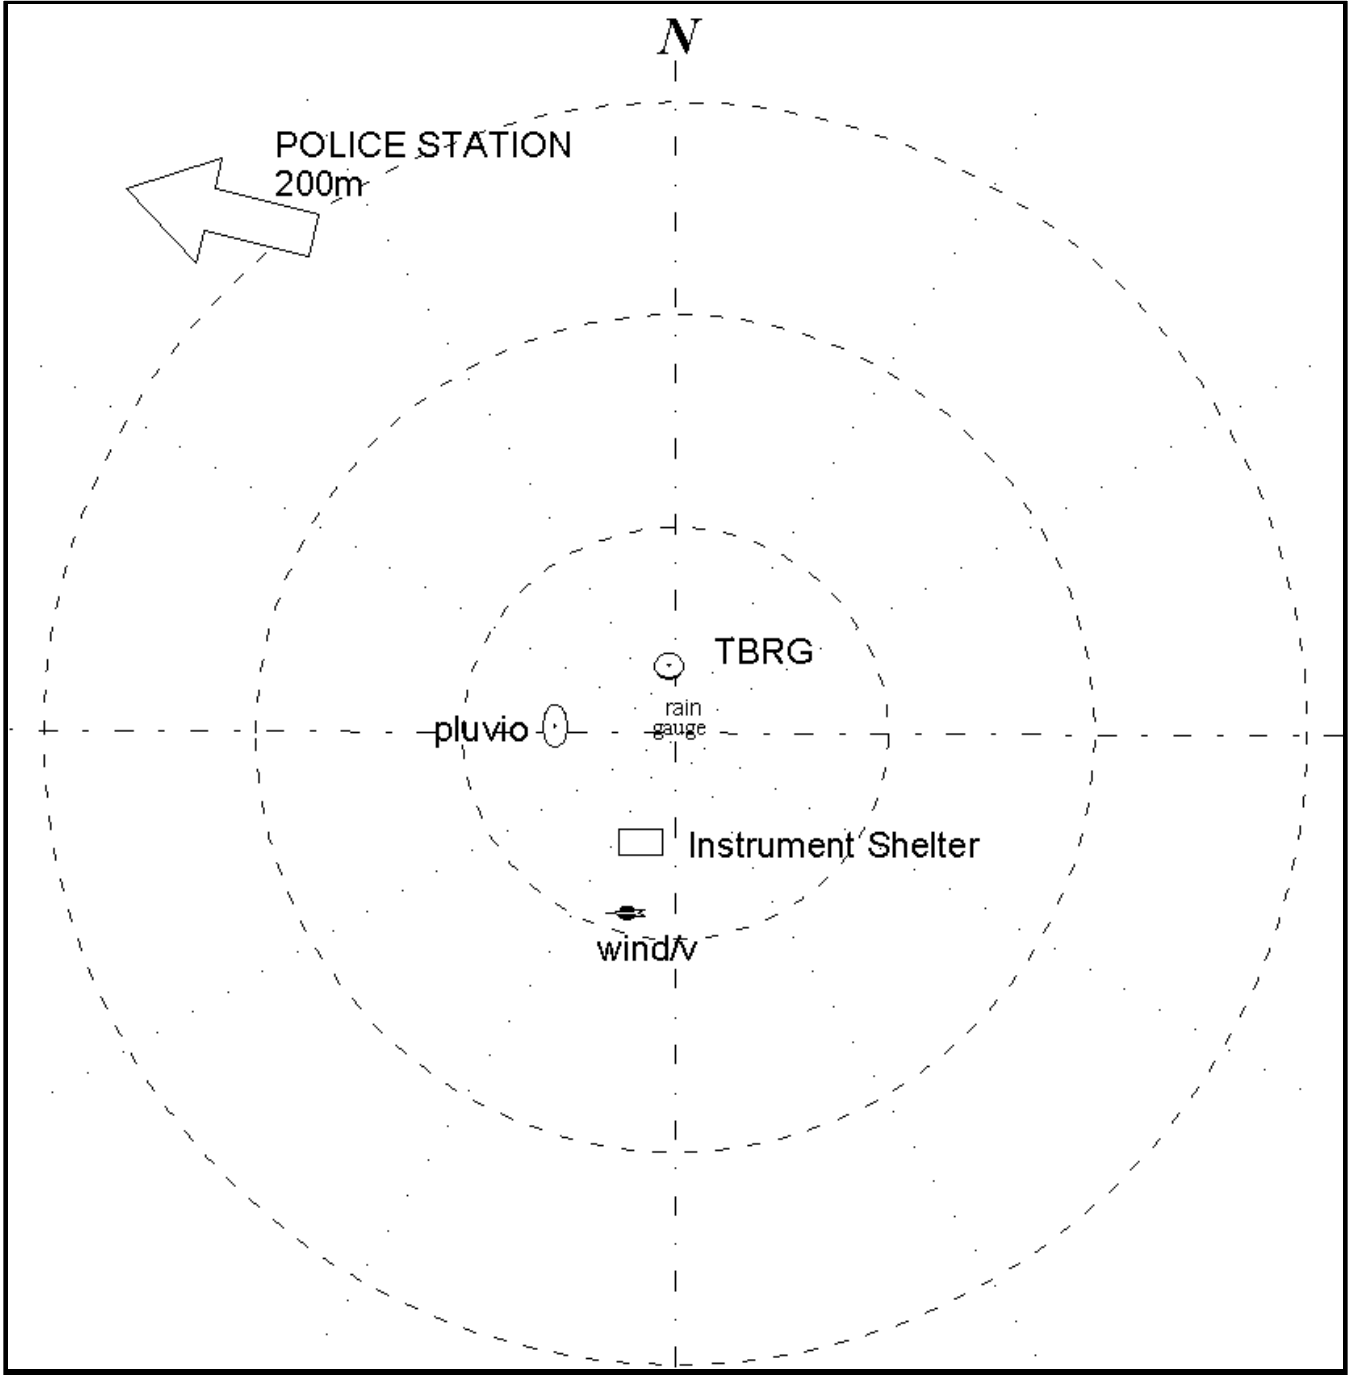 N
POLICE STATION
200m
TBRG
rain
gauge
pluvio
Instrument Shelter
wind/v